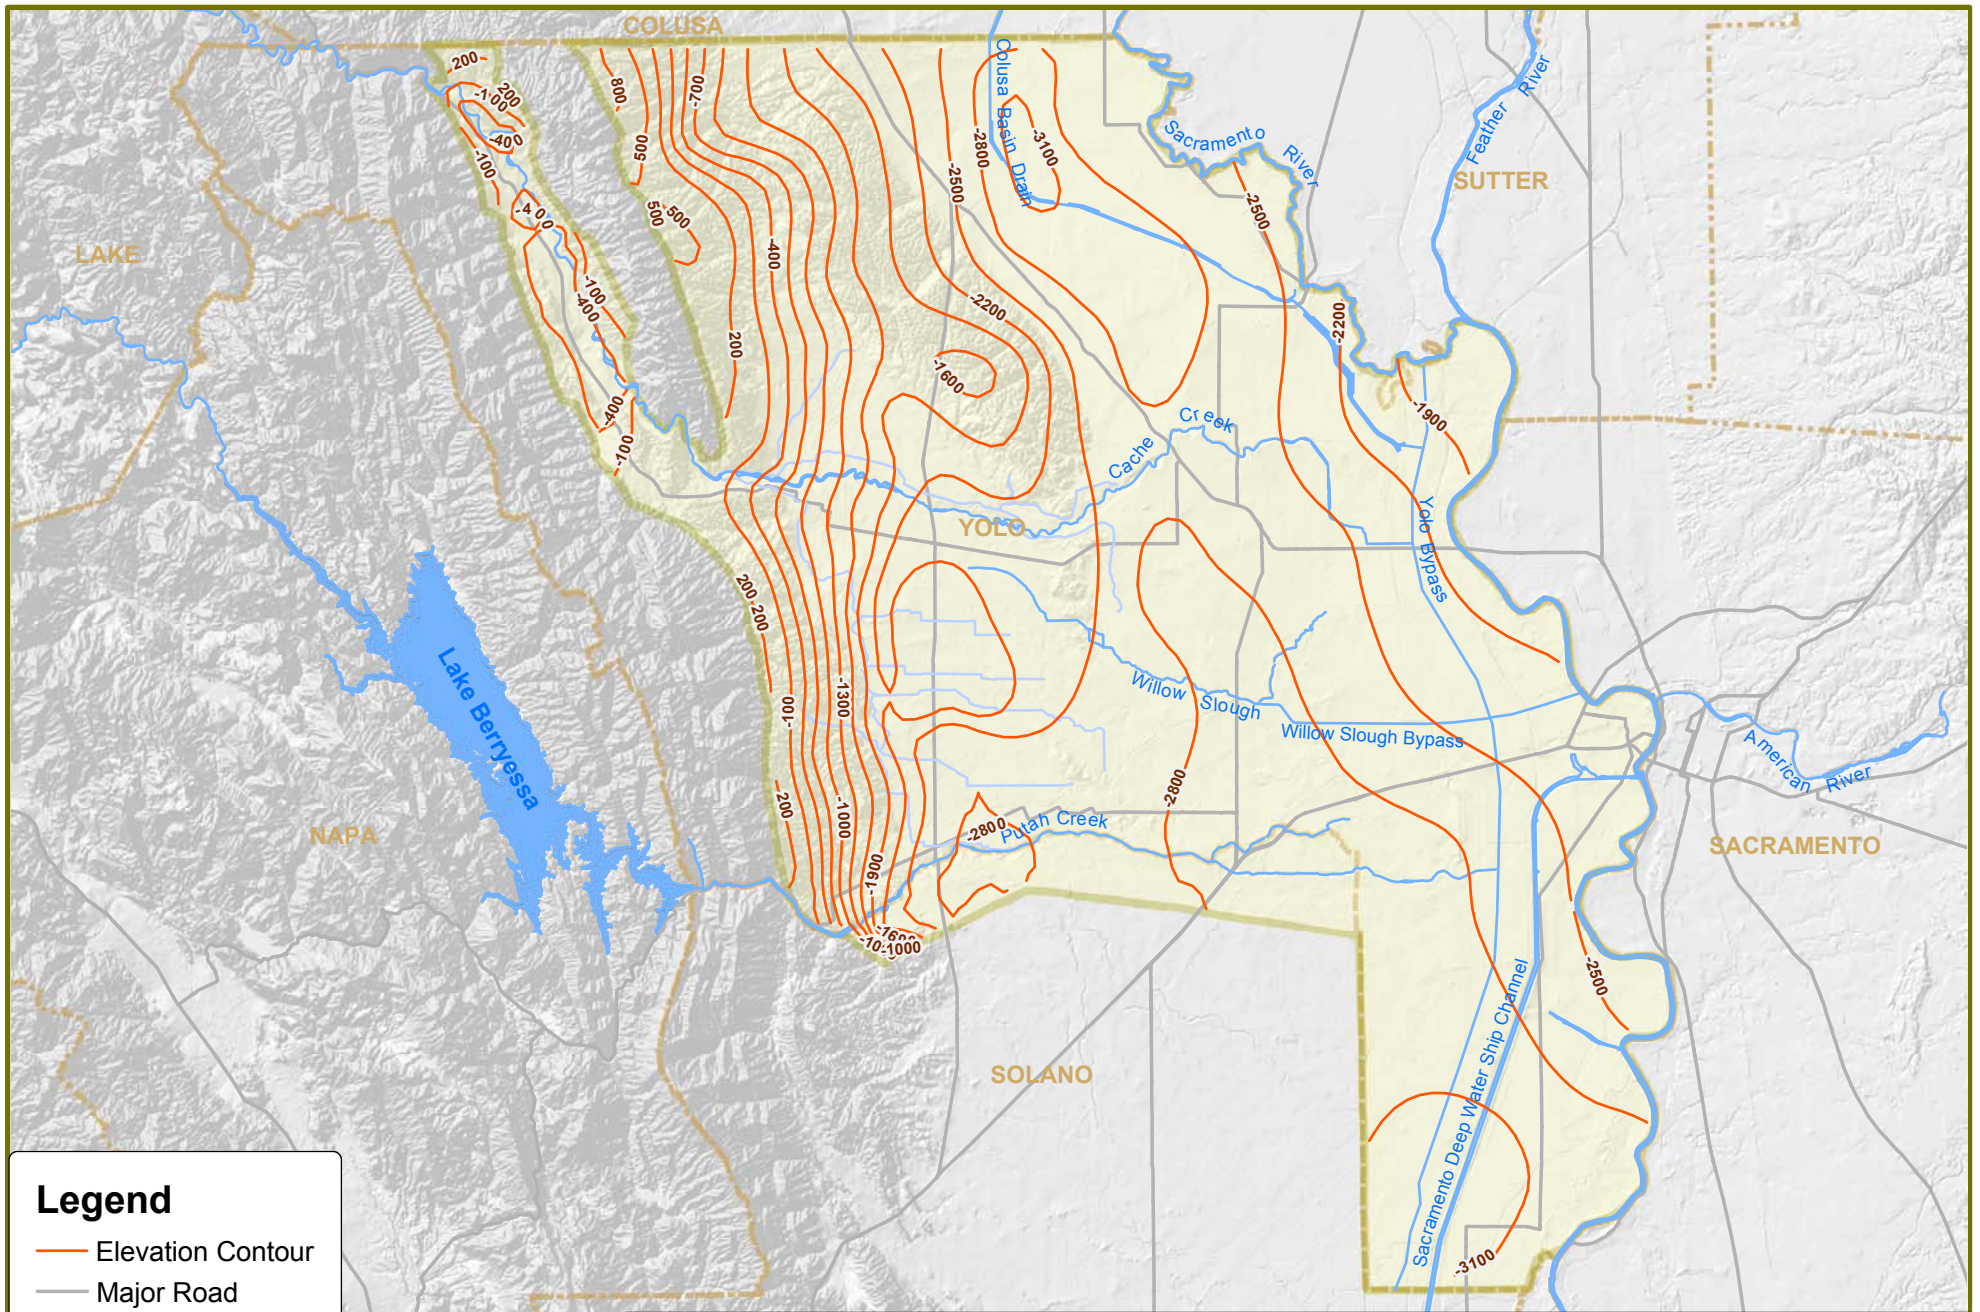 COLUSA
200
200
-100
-400
-100
-400
-100
-400
-400
-100
800
500
500
500
-700
-400
200
Colusa Basin Drain
-2800
-3100
-2500
-2200
-1600
Sacramento River
-2500
-2200
-1900
Feather River
SUTTER
LAKE
Cache Creek
YOLO
Yolo Bypass
200
200
-100
-1300
200
-1000
-1900
Willow Slough
Willow Slough Bypass
-2800
-2800
Putah Creek
-1000
Lake Berryessa
NAPA
American River
SACRAMENTO
-2500
Sacramento Deep Water Ship Channel
SOLANO
-3100
Legend
Elevation Contour
Major Road